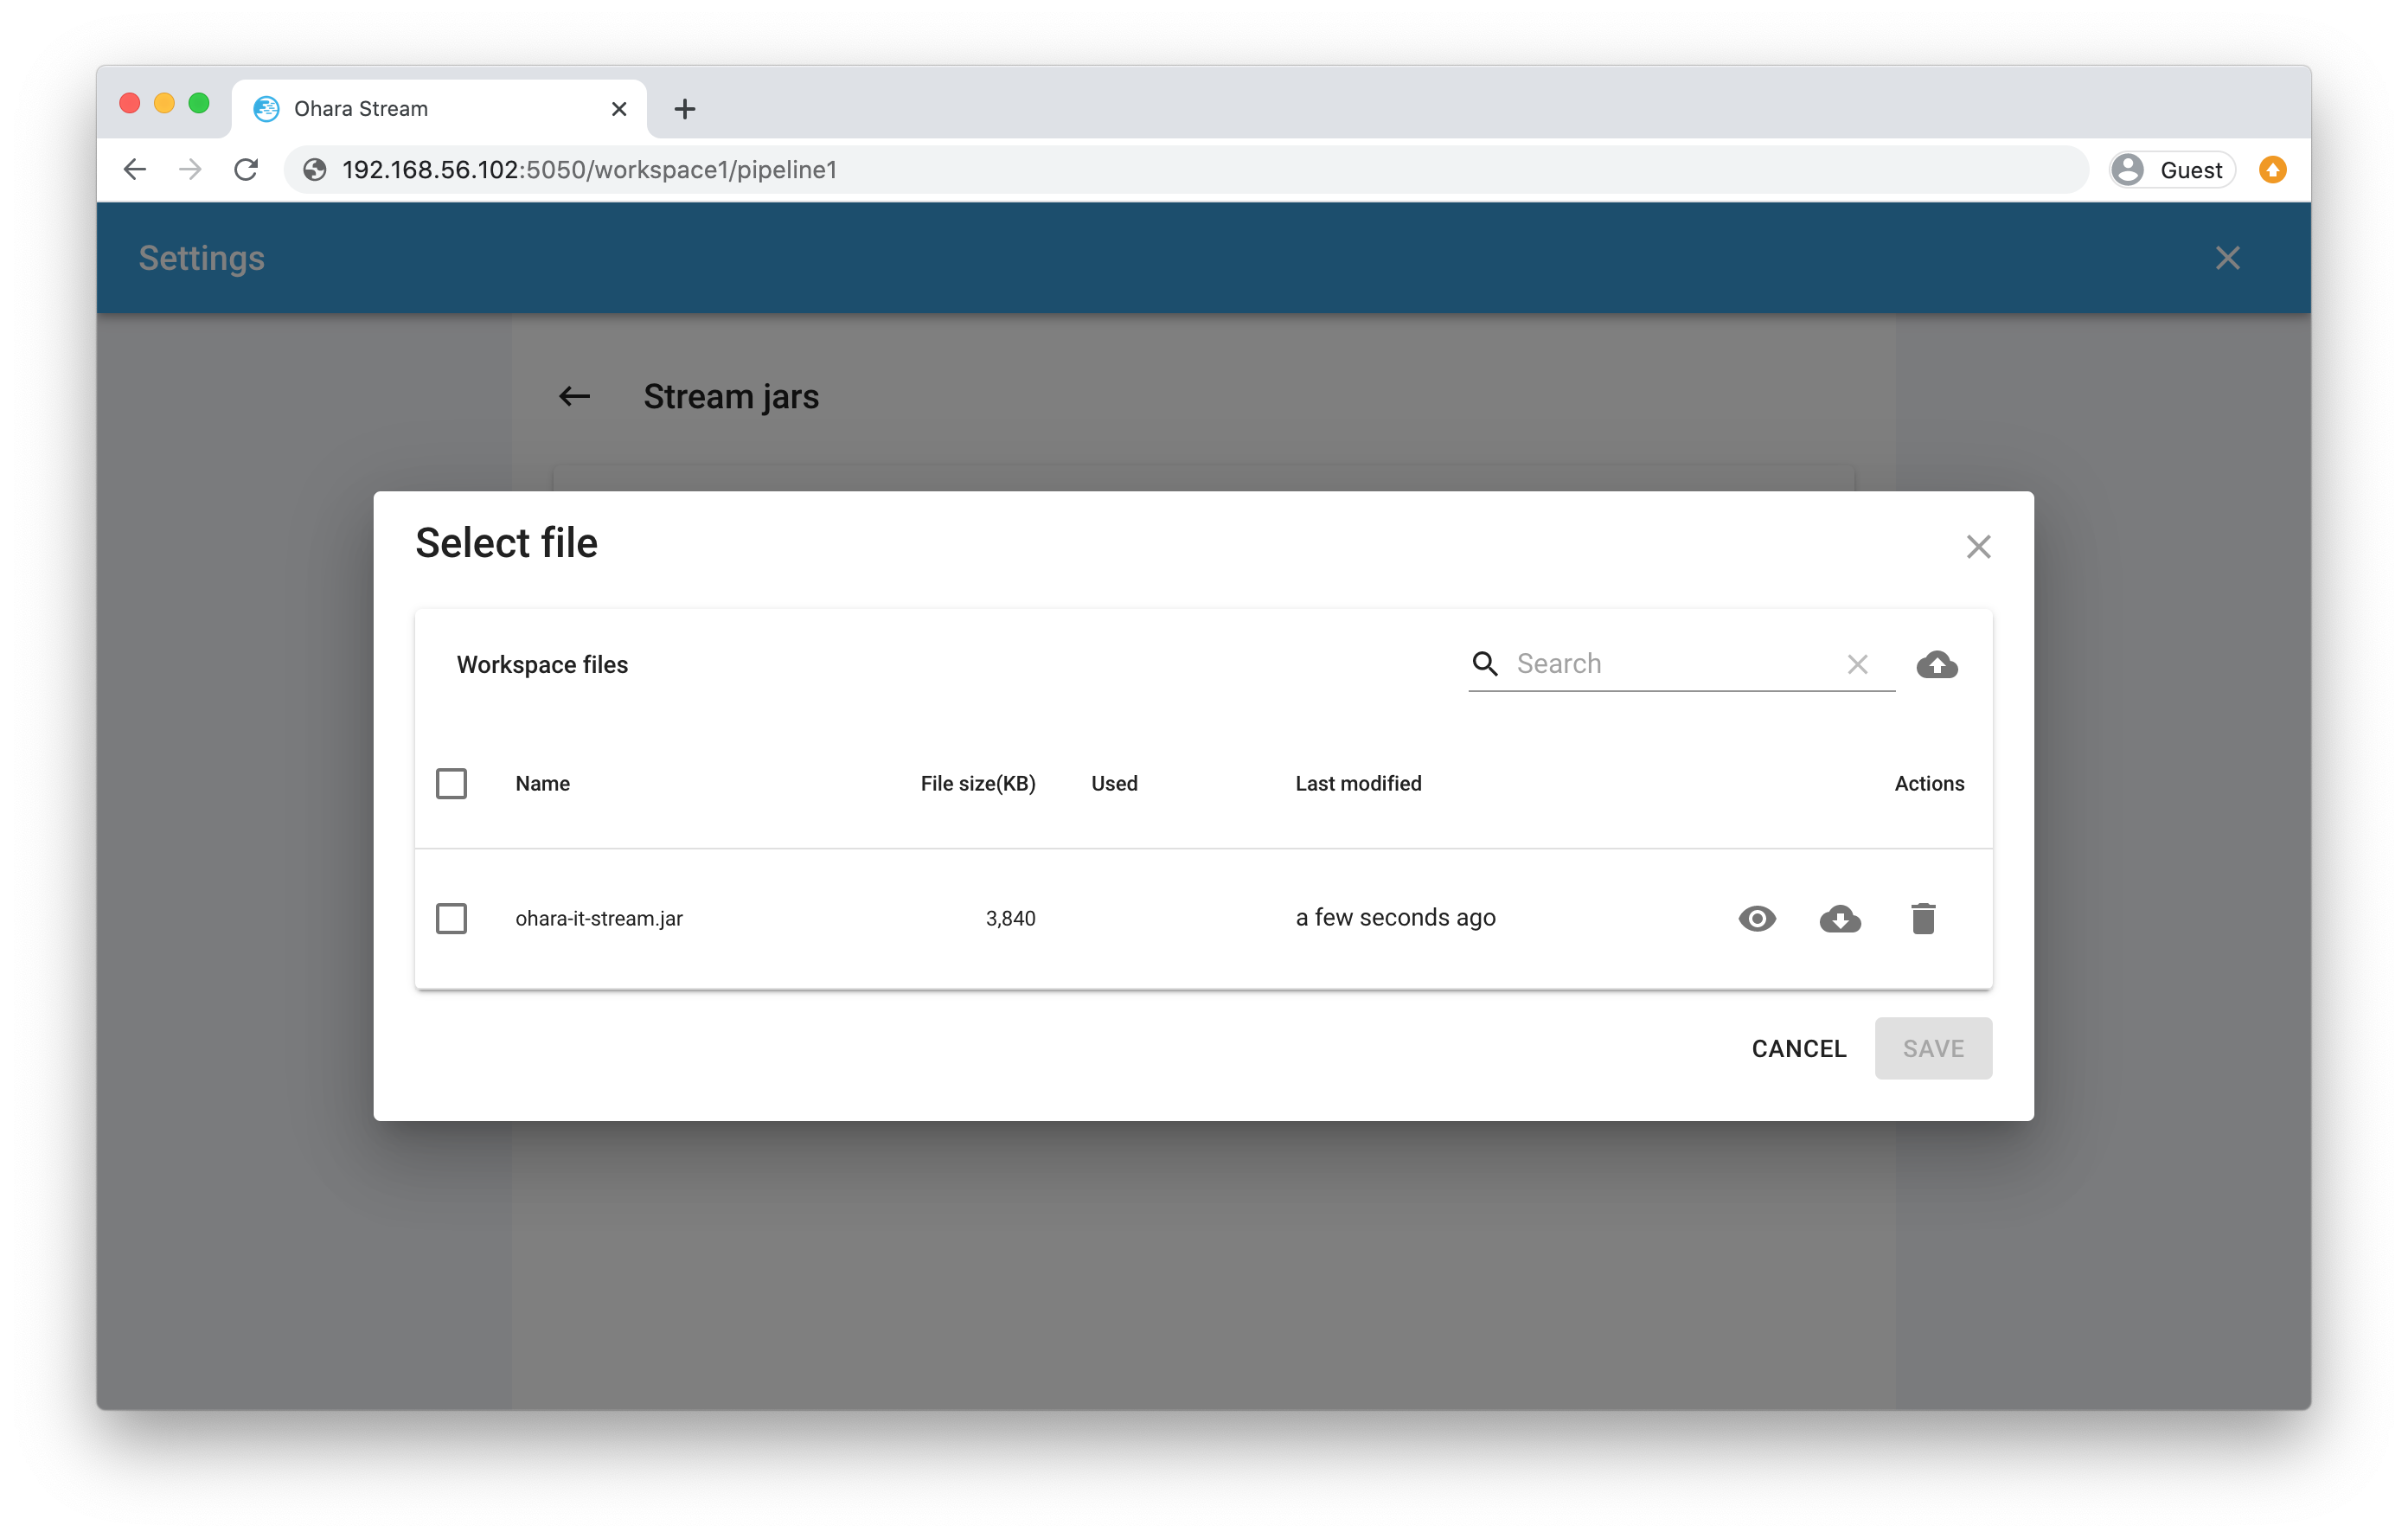 Ohara Stream
192.168.56.102:5050/workspace1/pipeline1
Guest
Settings
Stream jars
Select file
Workspace files
Search
Name File size(KB) Used Last modified Actions
ohara-it-stream.jar 3,840 a few seconds ago
CANCEL SAVE